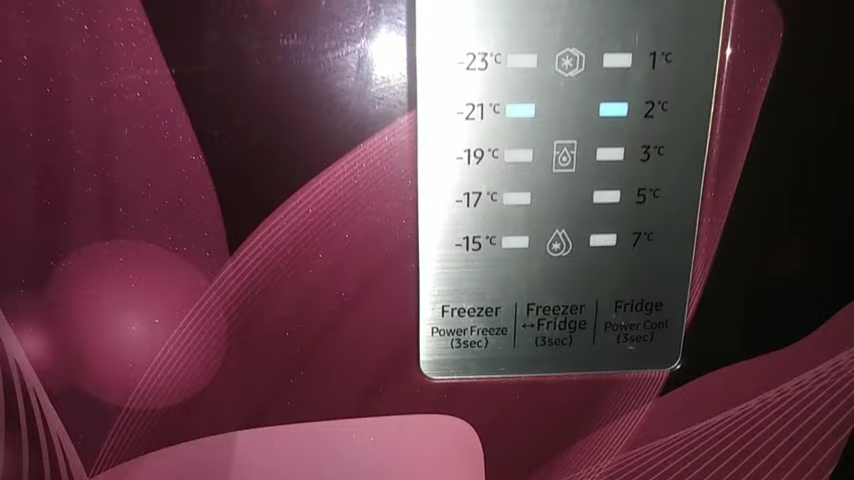 -23°C 1°C
-21°C 2°C
-19°C 3°C
-17°C 5°C
-15°C 7°C
Freezer
Power Freeze
(3sec)
Freezer
↔Fridge
(3sec)
Fridge
Power Cool
(3sec)